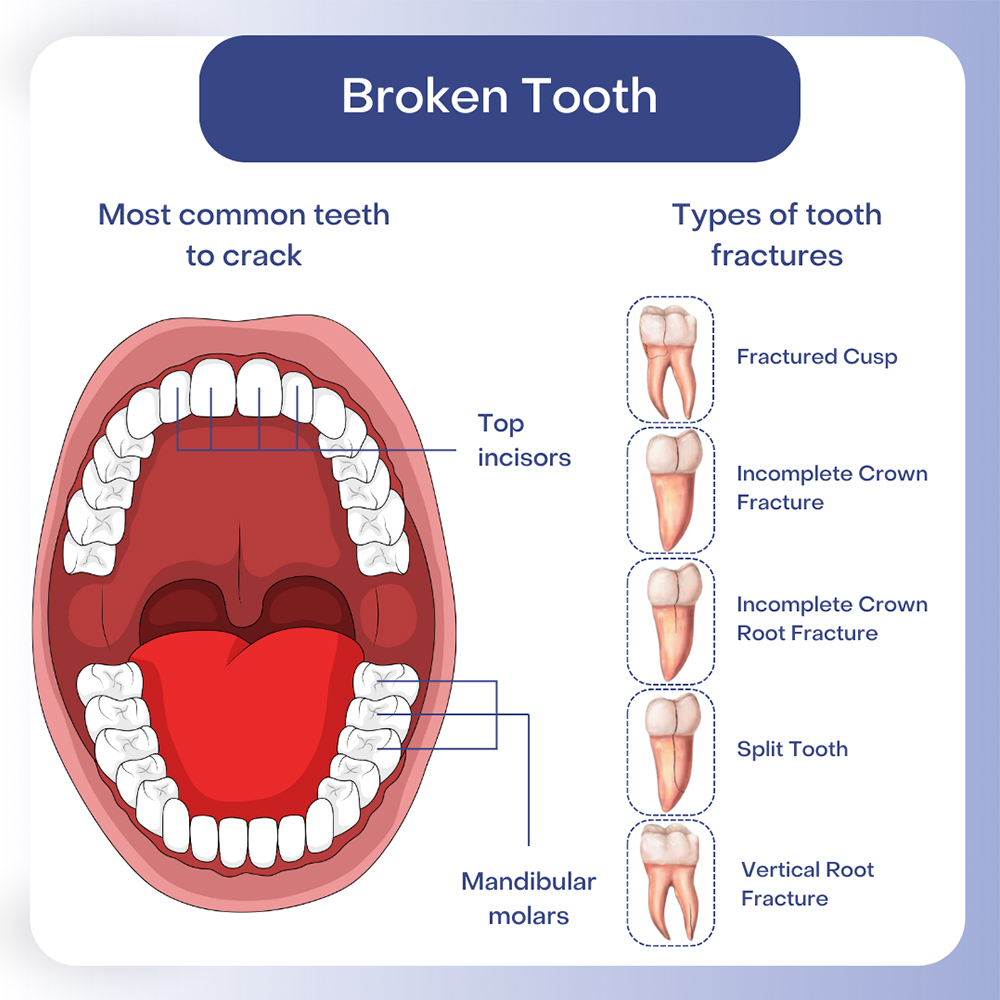 Broken Tooth
Most common teeth
to crack
Top
incisors
Mandibular
molars
Types of tooth
fractures
Fractured Cusp
Incomplete Crown
Fracture
Incomplete Crown
Root Fracture
Split Tooth
Vertical Root
Fracture